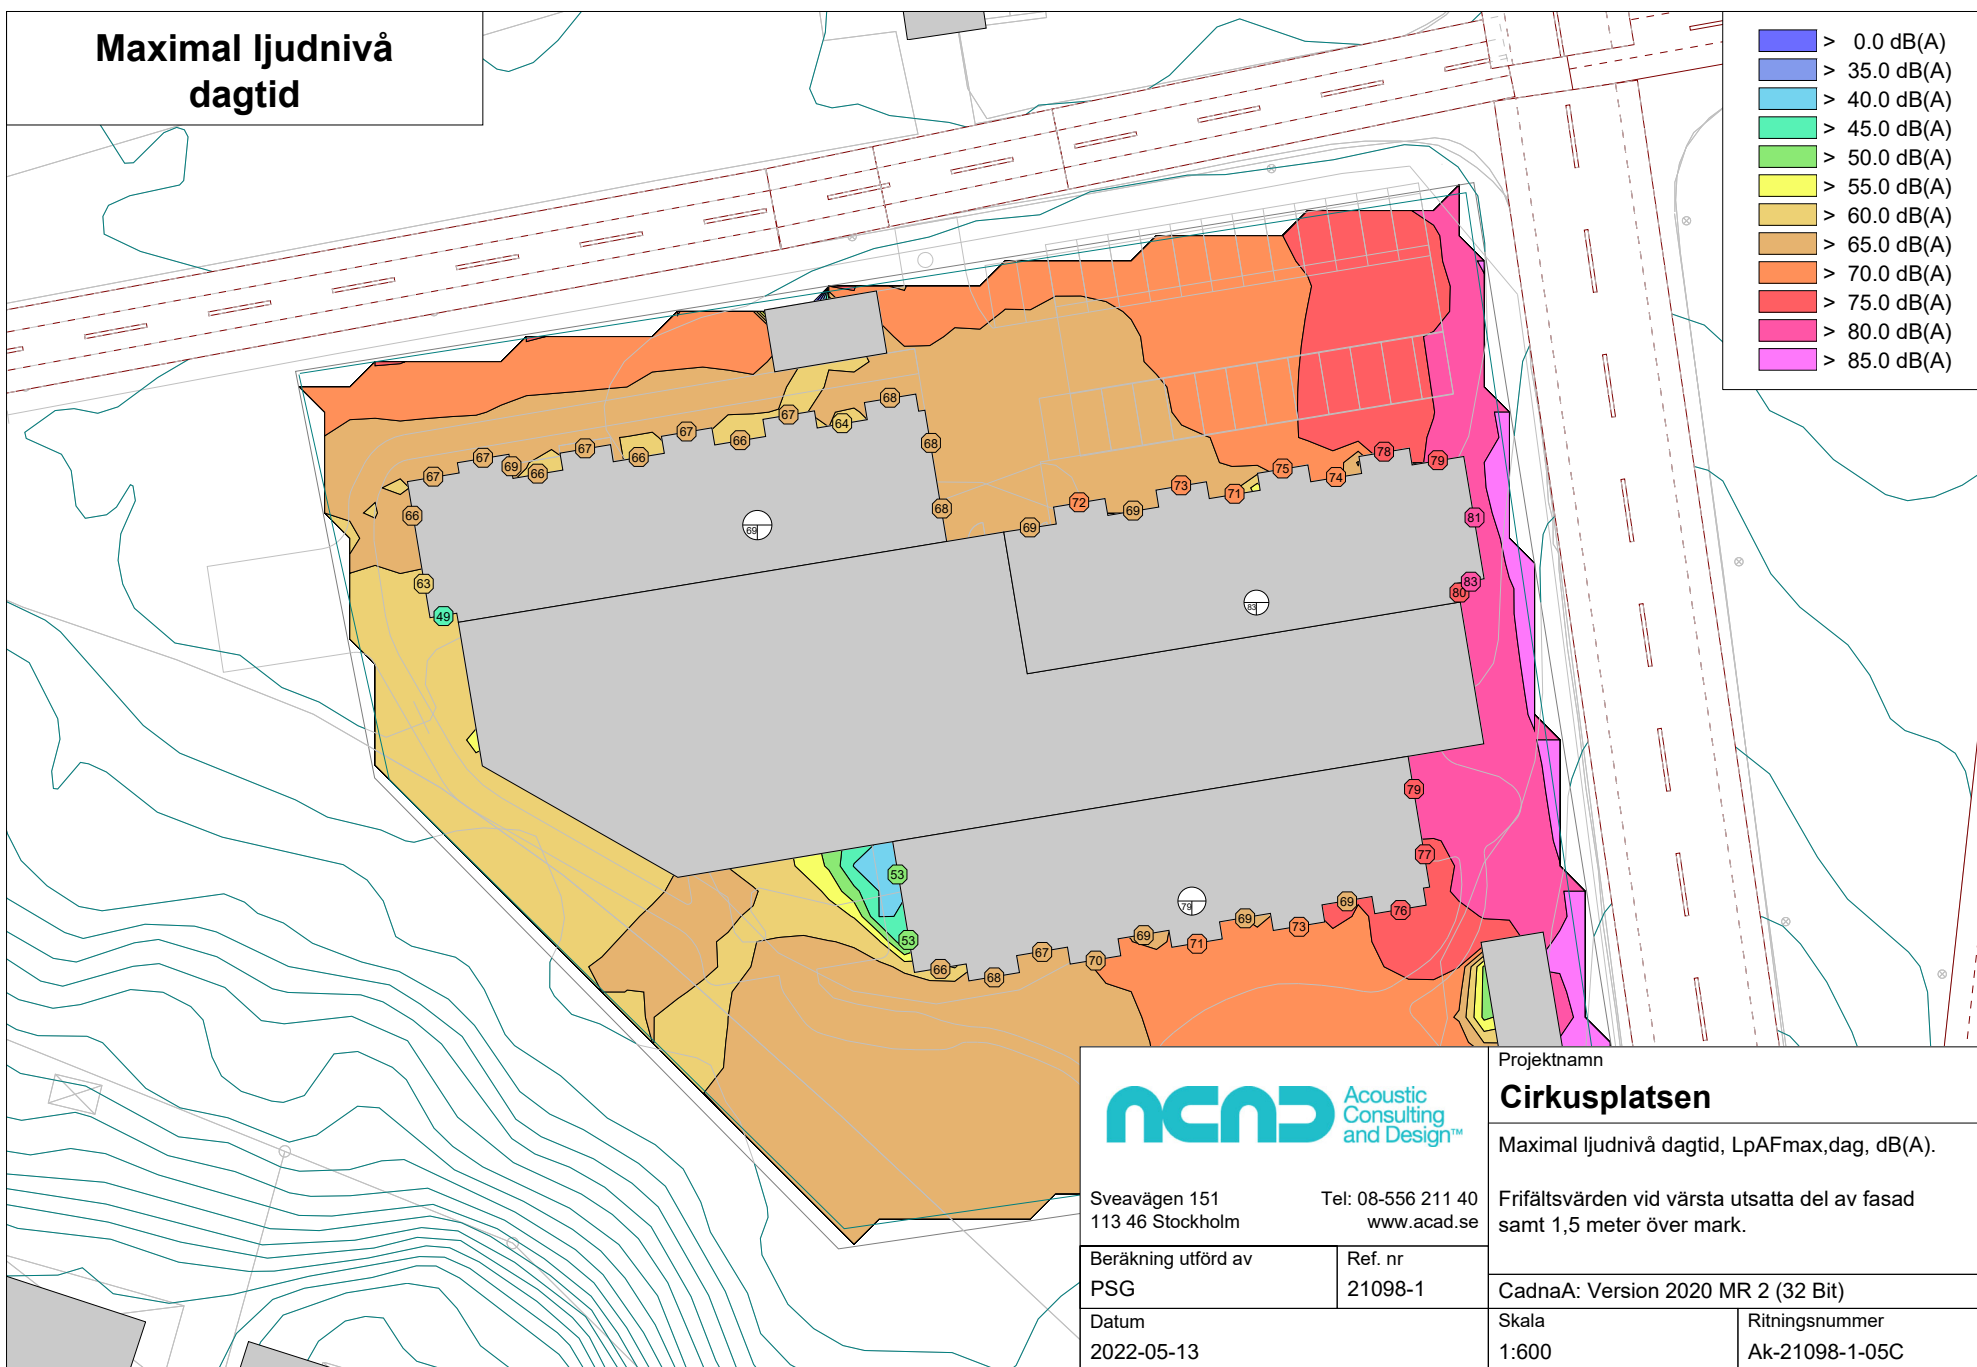 Maximal ljudnivå
dagtid
> 0.0 dB(A)
> 35.0 dB(A)
> 40.0 dB(A)
> 45.0 dB(A)
> 50.0 dB(A)
> 55.0 dB(A)
> 60.0 dB(A)
> 65.0 dB(A)
> 70.0 dB(A)
> 75.0 dB(A)
> 80.0 dB(A)
> 85.0 dB(A)
68
67
64
68
67
66
67
66
67
69
66
67
66
68
68
63
49
69
78
79
75
74
73
71
72
69
69
81
83
80
83
79
77
53
53
79
76
69
73
69
71
69
70
67
68
66
Acoustic
Consulting
and Design™
Sveavägen 151
113 46 Stockholm
Tel: 08-556 211 40
www.acad.se
Beräkning utförd av
PSG
Ref. nr
21098-1
Datum
2022-05-13
Projektnamn
Cirkusplatsen
Maximal ljudnivå dagtid, LpAFmax,dag, dB(A).
Frifältsvärden vid värsta utsatta del av fasad
samt 1,5 meter över mark.
CadnaA: Version 2020 MR 2 (32 Bit)
Skala
1:600
Ritningsnummer
Ak-21098-1-05C